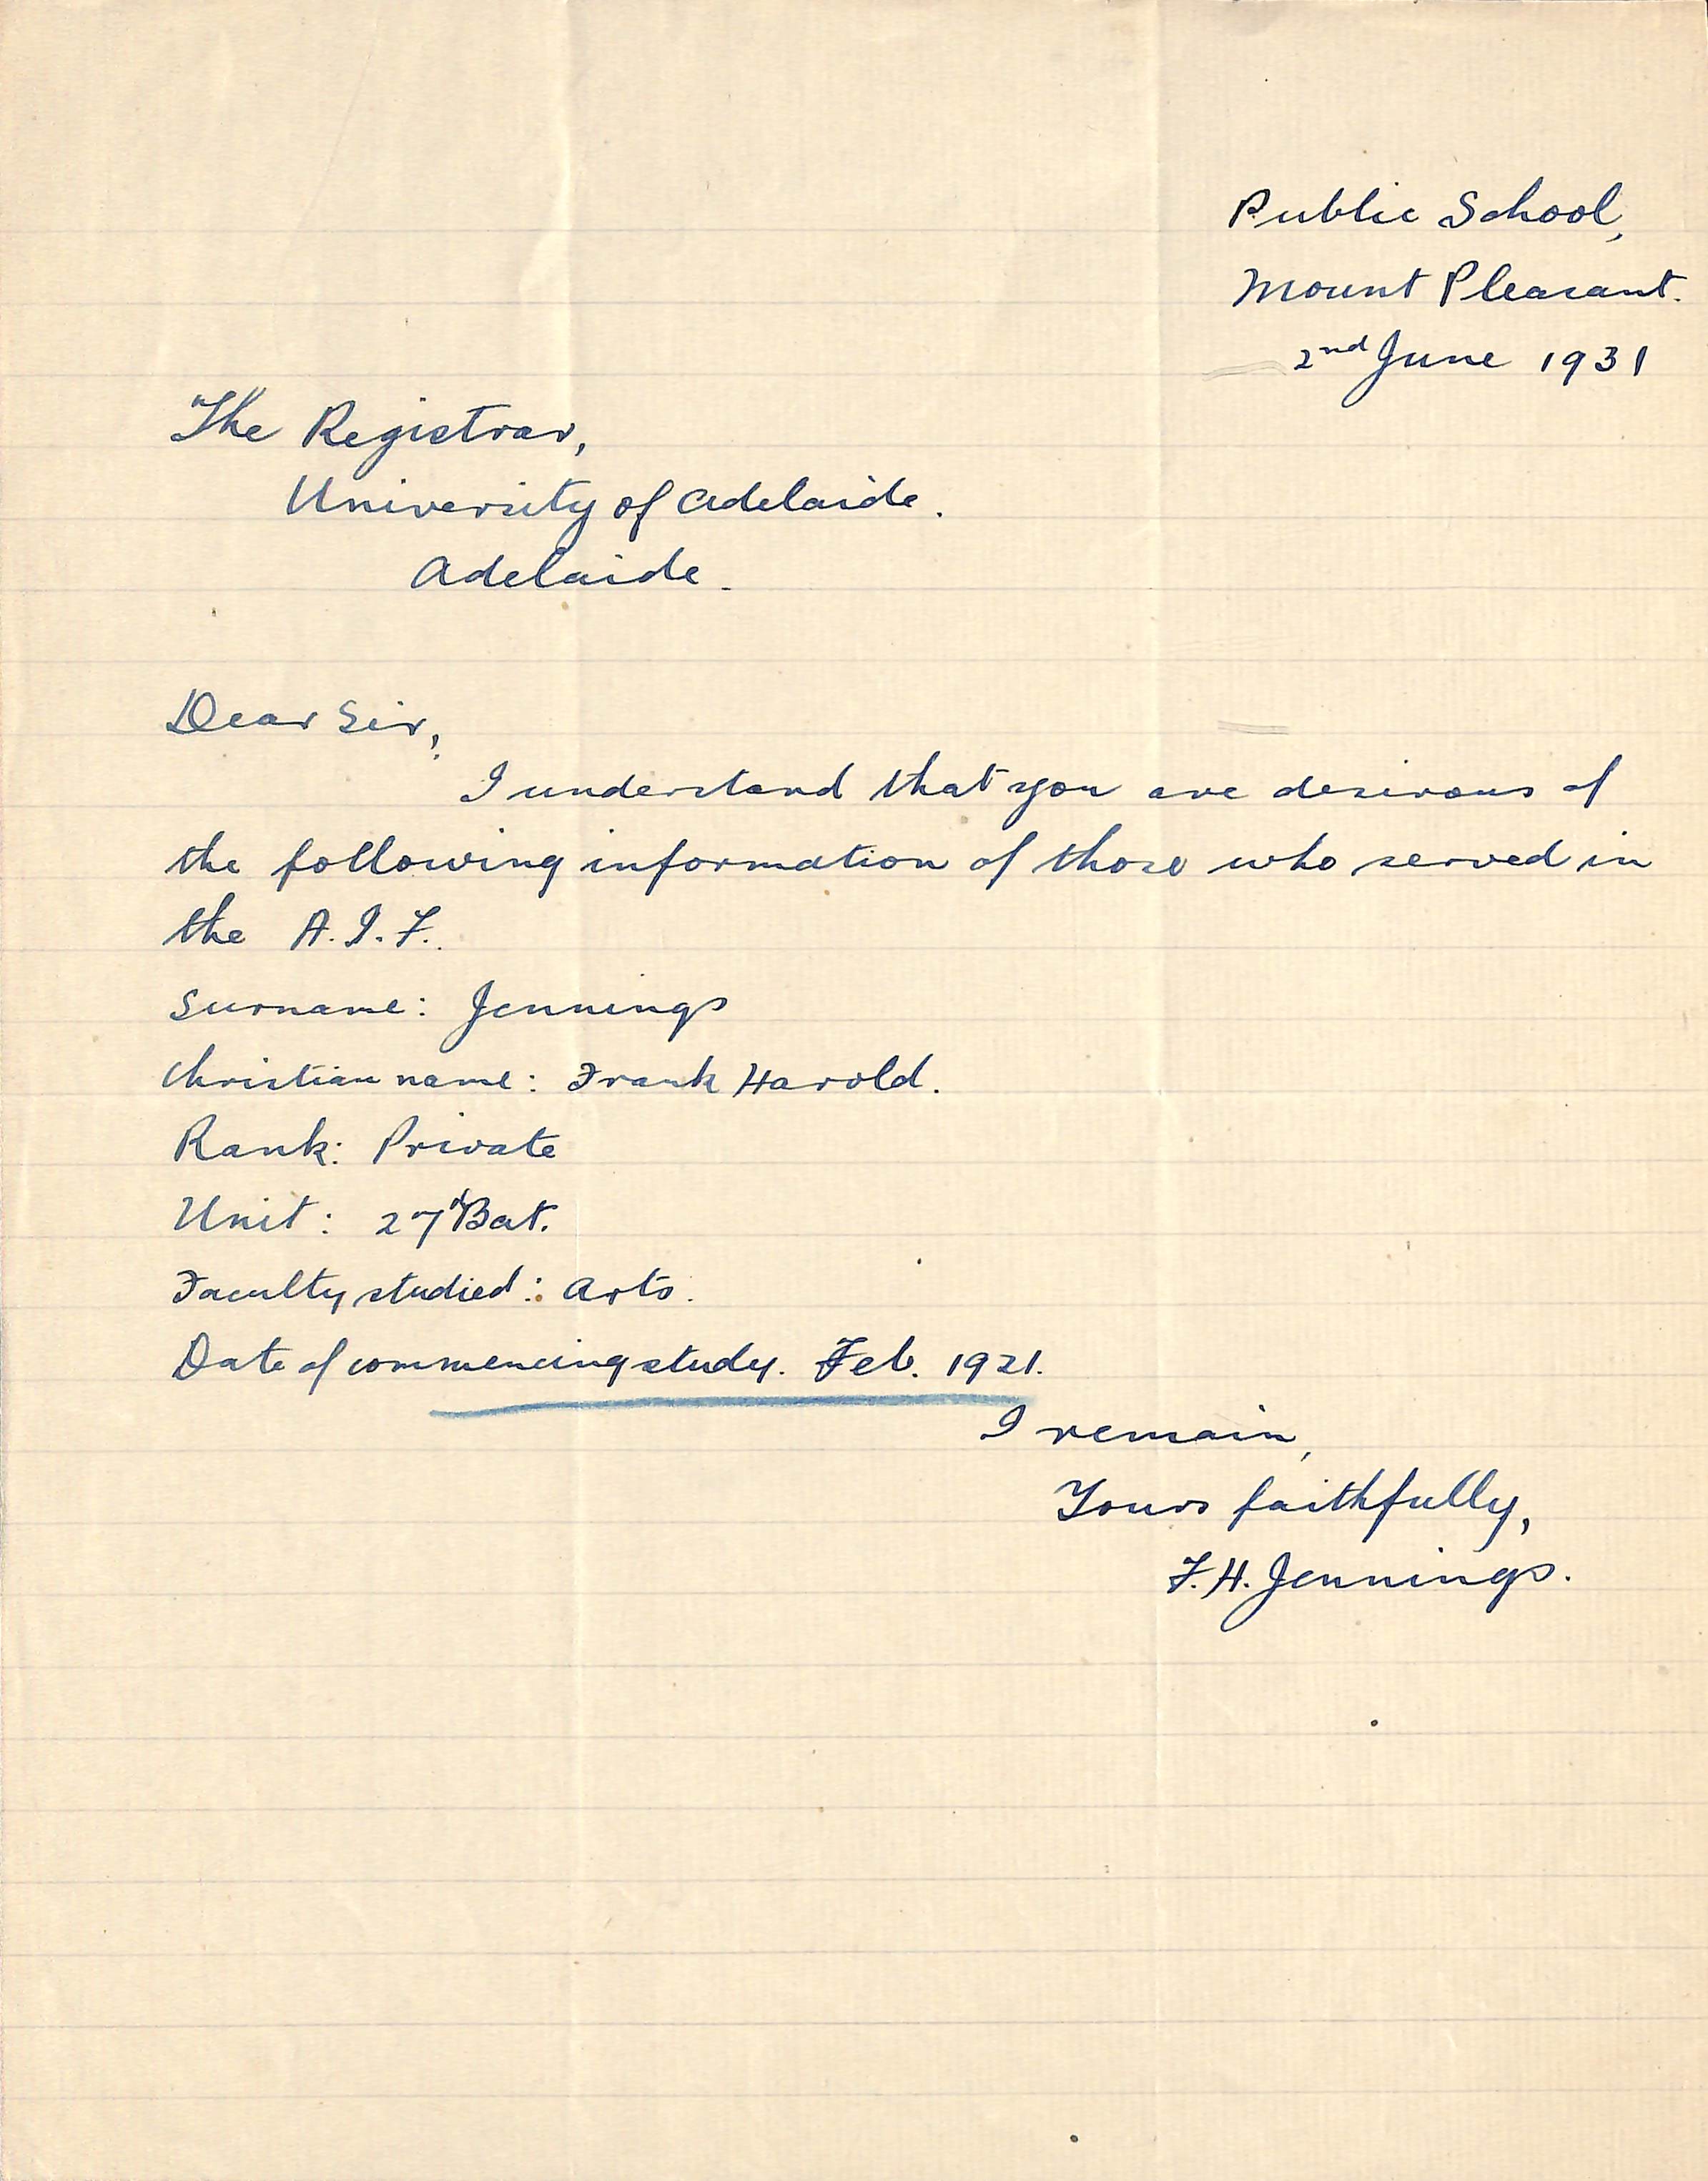 Public School,
Mount Pleasant.
2nd June 1931
The Registrar,
University of Adelaide.
Adelaide.
Dear Sir,
I understand that you are desirous of
the following information of those who served in
the A.I.F.
Surname: Jennings
Christian name: Frank Harold.
Rank: Private
Unit: 27th Bat.
Faculty studied: Arts.
Date of commencing study. Feb. 1921.
I remain,
Yours faithfully,
F.H. Jennings.